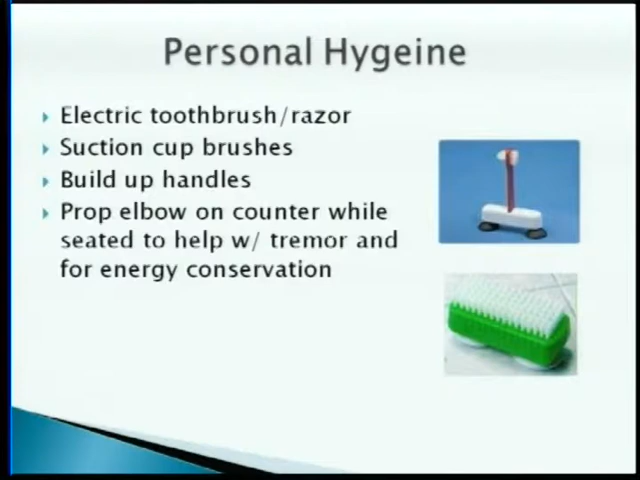 Personal Hygeine
Electric toothbrush/razor
Suction cup brushes
Build up handles
Prop elbow on counter while
seated to help w/ tremor and
for energy conservation